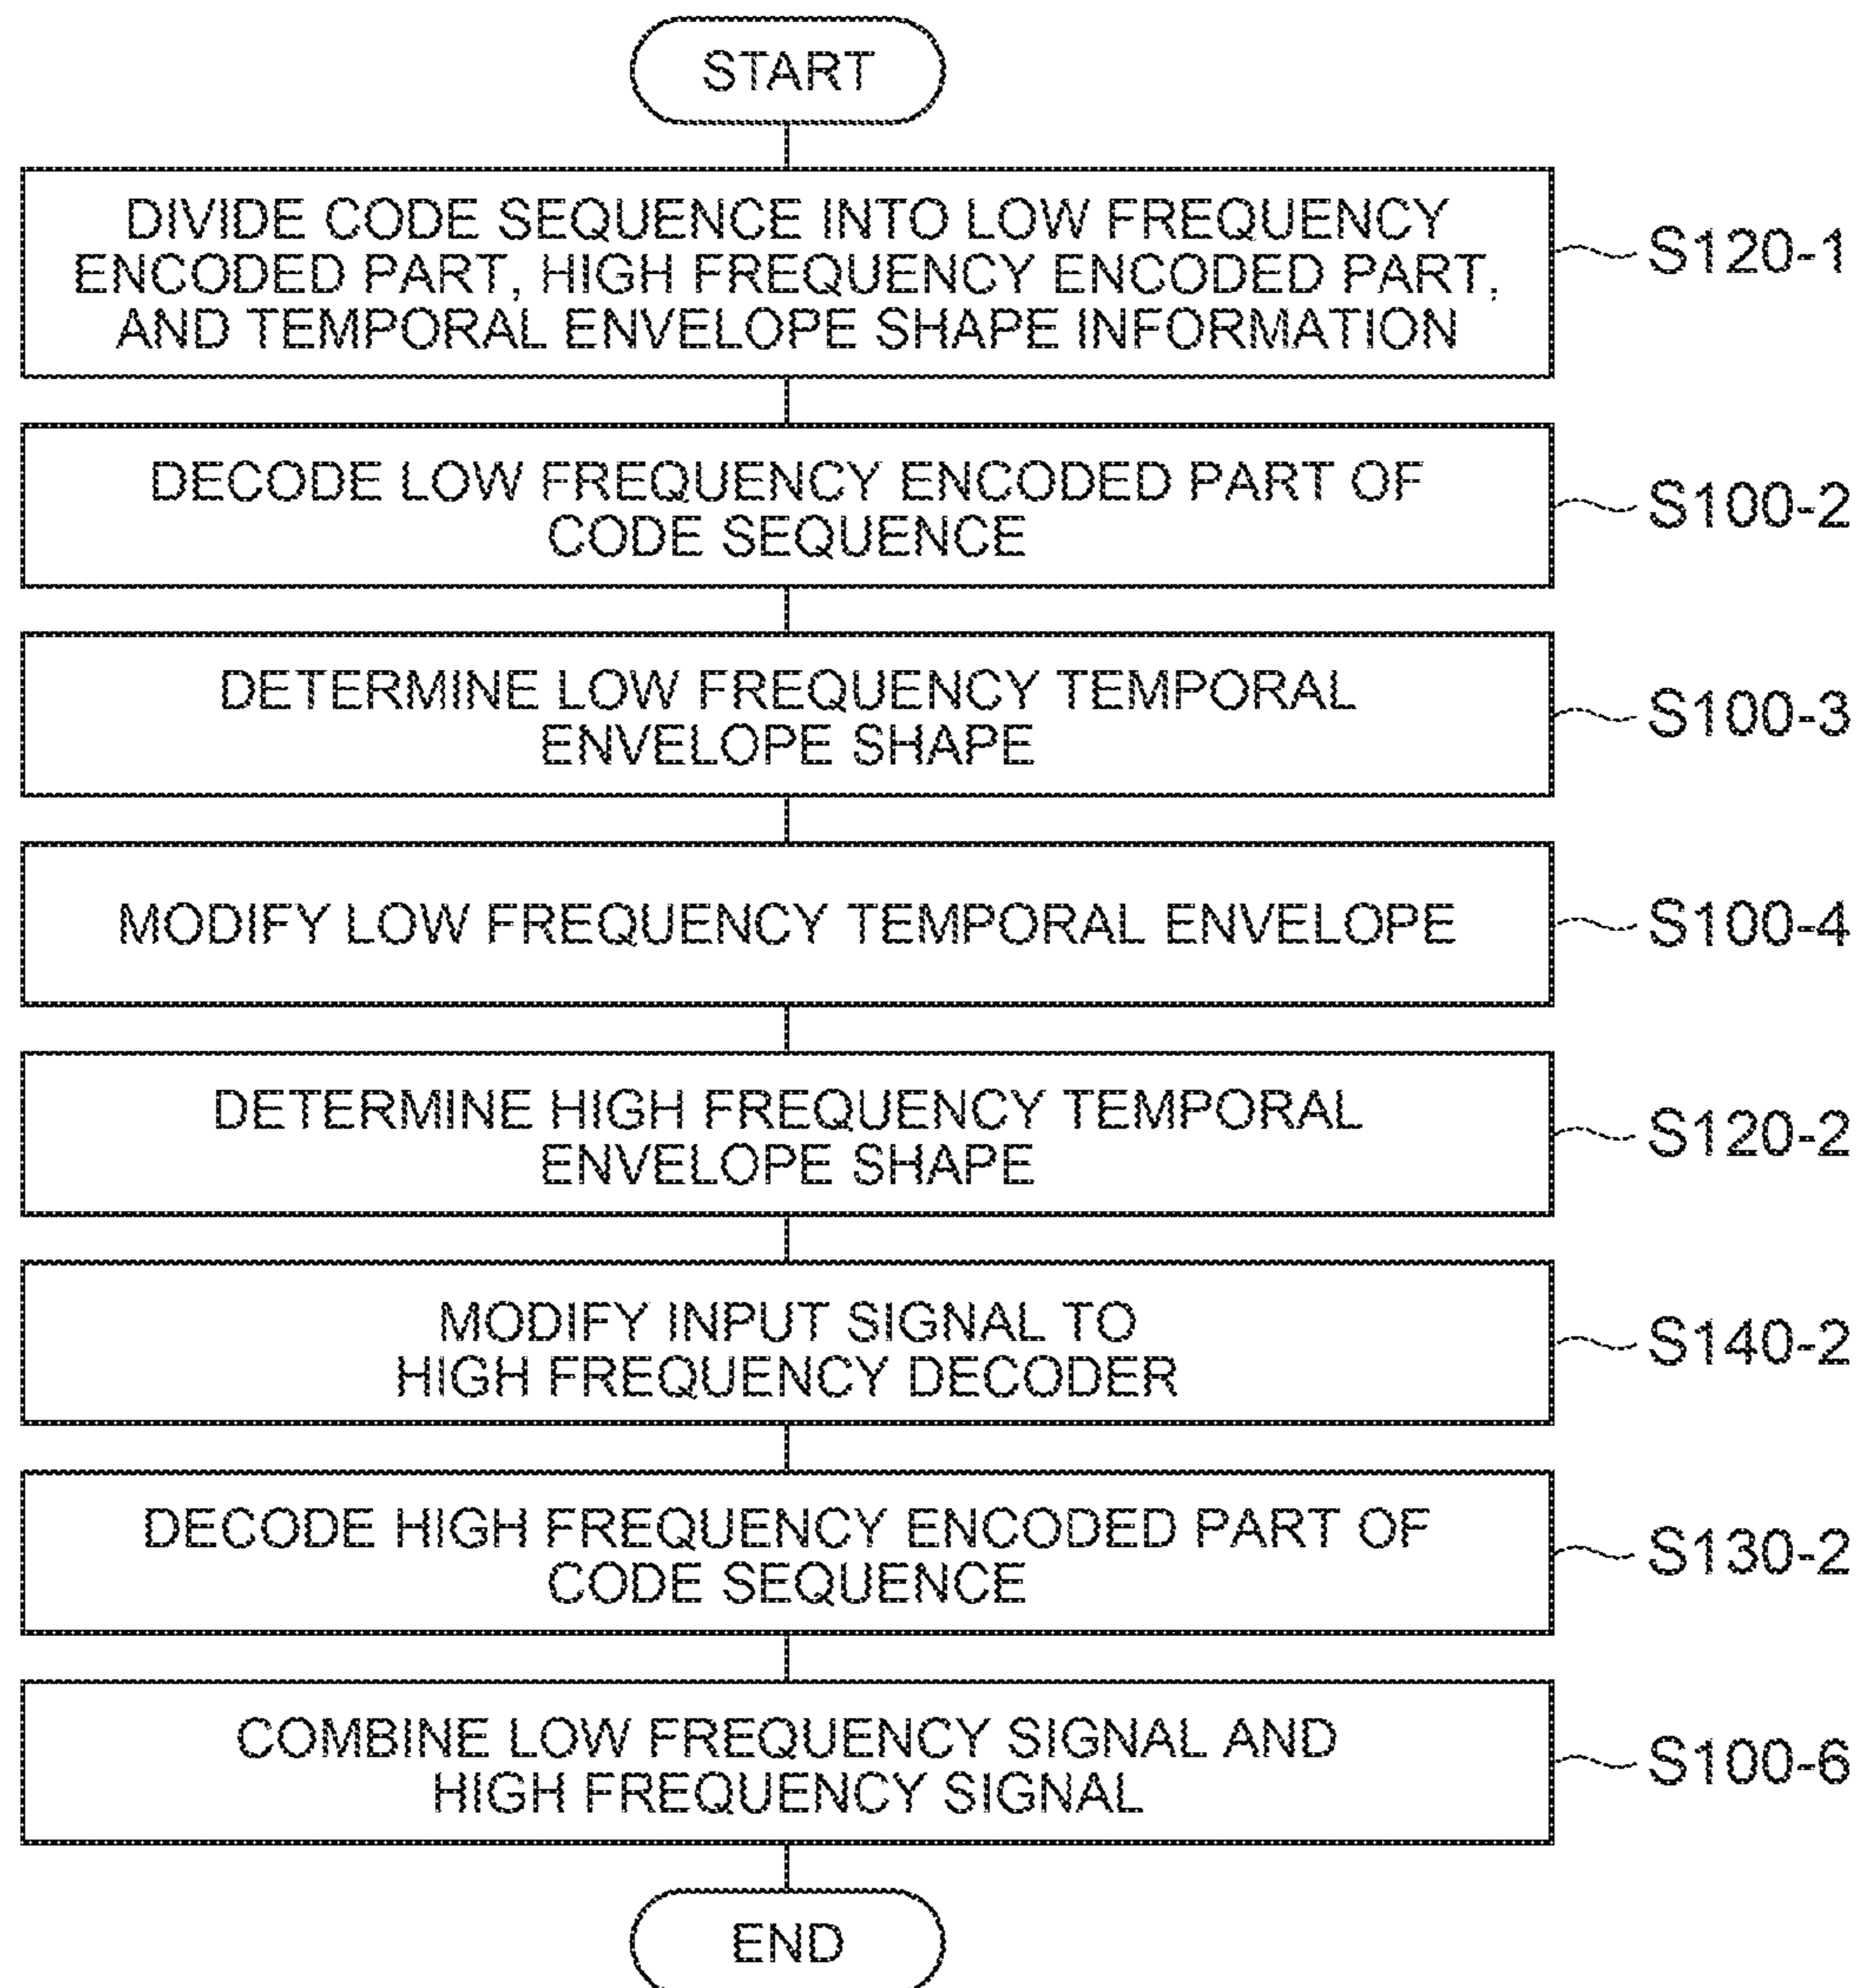 START
DIVIDE CODE SEQUENCE INTO LOW FREQUENCY
ENCODED PART, HIGH FREQUENCY ENCODED PART,
AND TEMPORAL ENVELOPE SHAPE INFORMATION
S120-1
DECODE LOW FREQUENCY ENCODED PART OF
CODE SEQUENCE
S100-2
DETERMINE LOW FREQUENCY TEMPORAL
ENVELOPE SHAPE
S100-3
MODIFY LOW FREQUENCY TEMPORAL ENVELOPE
S100-4
DETERMINE HIGH FREQUENCY TEMPORAL
ENVELOPE SHAPE
S120-2
MODIFY INPUT SIGNAL TO
HIGH FREQUENCY DECODER
S140-2
DECODE HIGH FREQUENCY ENCODED PART OF
CODE SEQUENCE
S130-2
COMBINE LOW FREQUENCY SIGNAL AND
HIGH FREQUENCY SIGNAL
S100-6
END